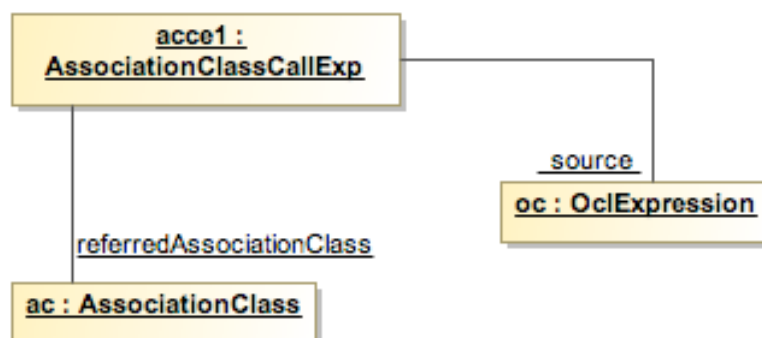 acce1 :
AssociationClassCallExp
source
oc : OclExpression
referredAssociationClass
ac : AssociationClass